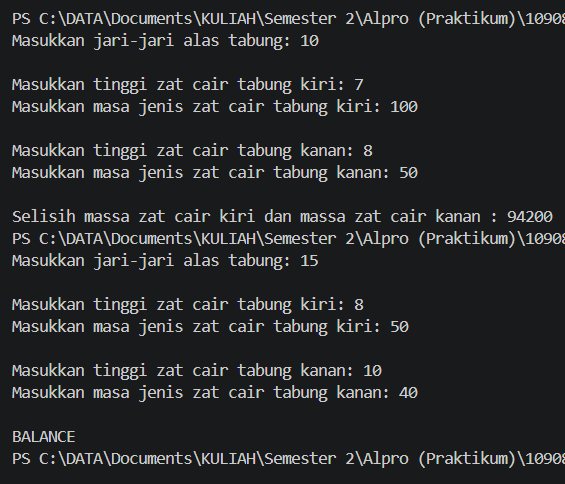 PS C:\DATA\Documents\KULIAH\Semester 2\Alpro (Praktikum)\10908
Masukkan jari-jari alas tabung: 10
Masukkan tinggi zat cair tabung kiri: 7
Masukkan masa jenis zat cair tabung kiri: 100
Masukkan tinggi zat cair tabung kanan: 8
Masukkan masa jenis zat cair tabung kanan: 50
Selisih massa zat cair kiri dan massa zat cair kanan : 94200
PS C:\DATA\Documents\KULIAH\Semester 2\Alpro (Praktikum)\10908
Masukkan jari-jari alas tabung: 15
Masukkan tinggi zat cair tabung kiri: 8
Masukkan masa jenis zat cair tabung kiri: 50
Masukkan tinggi zat cair tabung kanan: 10
Masukkan masa jenis zat cair tabung kanan: 40
BALANCE
PS C:\DATA\Documents\KULIAH\Semester 2\Alpro (Praktikum)\10908